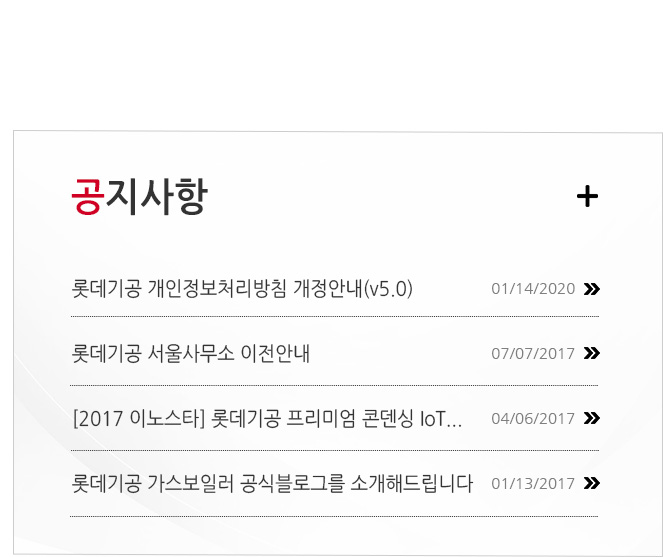 공지사항
롯데기공 개인정보처리방침 개정안내(v5.0) 01/14/2020
롯데기공 서울사무소 이전안내 07/07/2017
[2017 이노스타] 롯데기공 프리미엄 콘덴싱 IoT... 04/06/2017
롯데기공 가스보일러 공식블로그를 소개해드립니다 01/13/2017